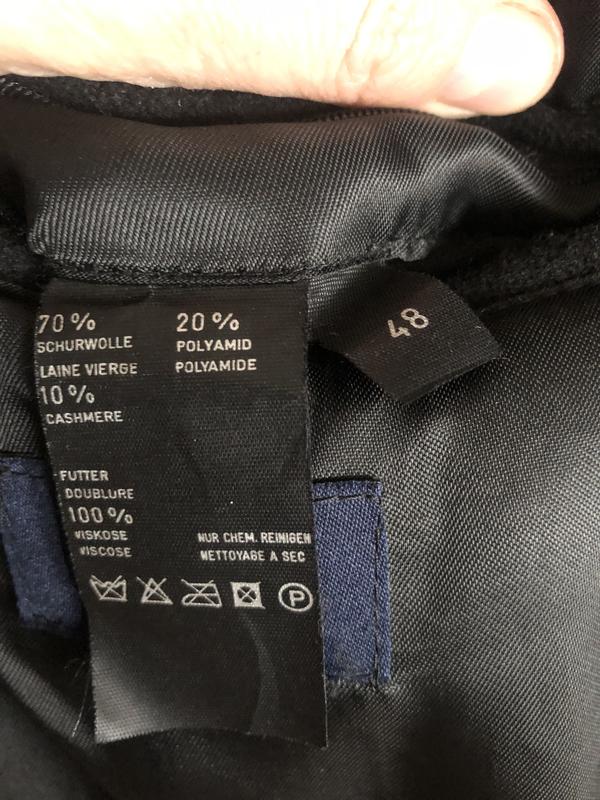 70 % 20 %
SCHURWOLLE POLYAMID
LAINE VIERGE POLYAMIDE
10 %
CASHMERE
48
FUTTER
DOUBLURE
100 %
VISKOSE NUR CHEM. REINIGEN
VISCOSE NETTOYAGE A SEC
P